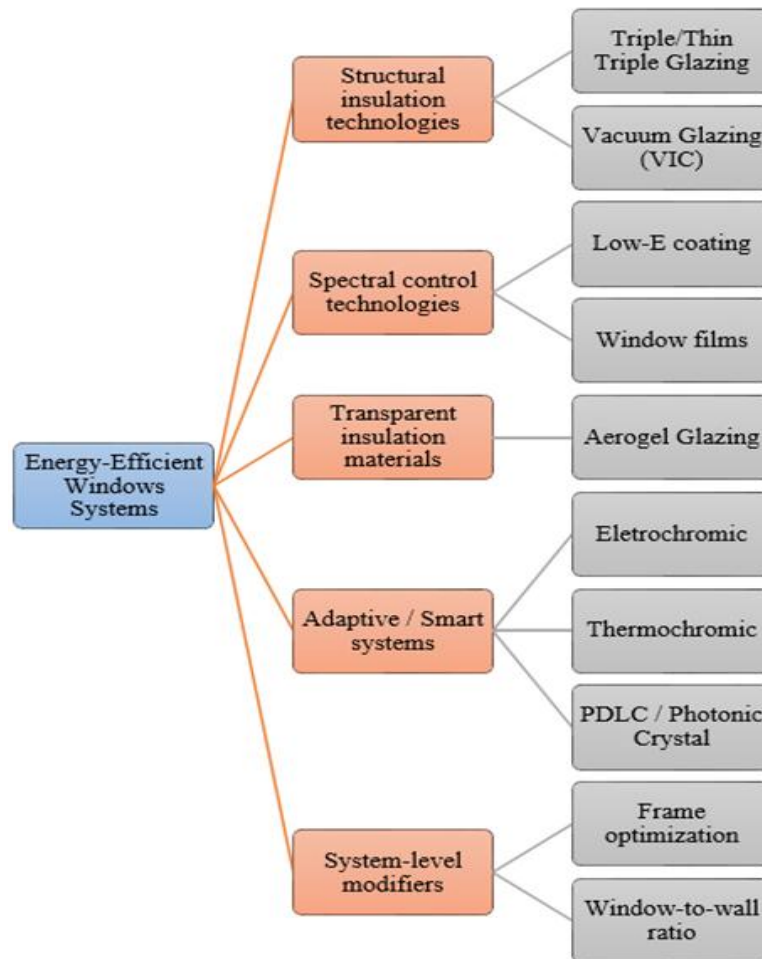 Energy-Efficient
Windows
Systems
Structural
insulation
technologies
Triple/Thin
Triple Glazing
Vacuum Glazing
(VIC)
Spectral control
technologies
Low-E coating
Window films
Transparent
insulation
materials
Aerogel Glazing
Adaptive / Smart
systems
Eletrochromic
Thermochromic
PDLC / Photonic
Crystal
System-level
modifiers
Frame
optimization
Window-to-wall
ratio